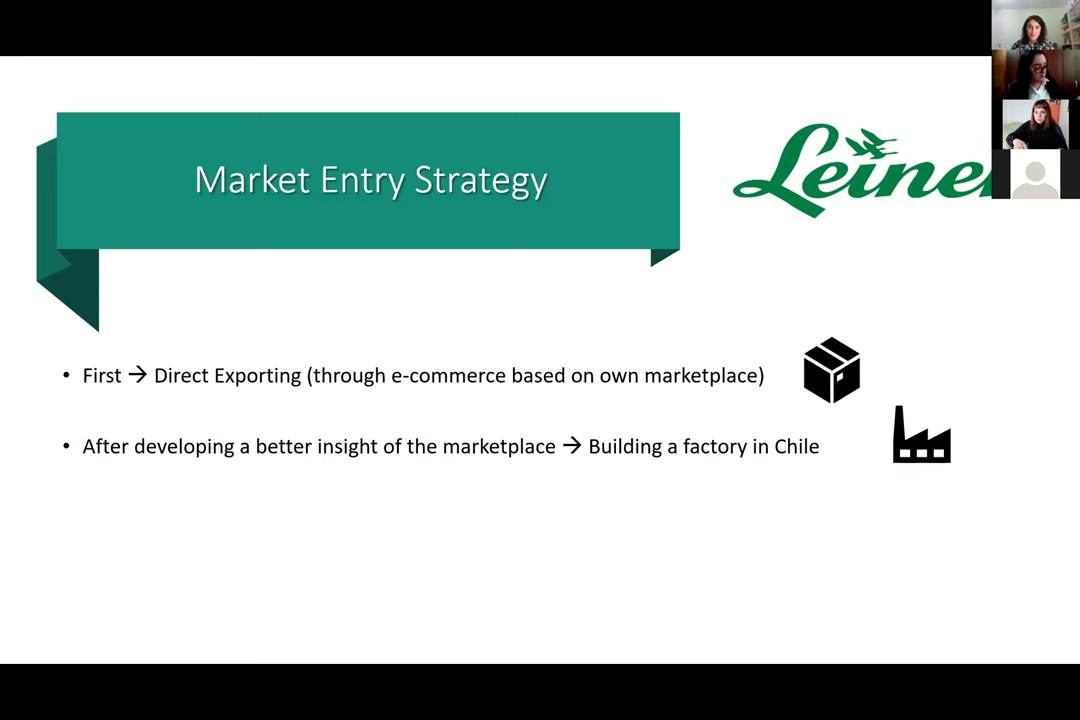 Market Entry Strategy
Leine
• First → Direct Exporting (through e-commerce based on own marketplace)
• After developing a better insight of the marketplace → Building a factory in Chile